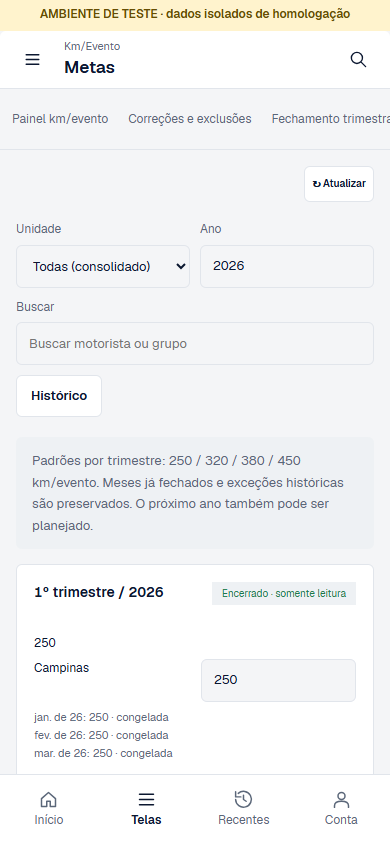 AMBIENTE DE TESTE · dados isolados de homologação
Km/Evento
Metas
Painel km/evento Correções e exclusões Fechamento trimestra
↻ Atualizar
Unidade Ano
Todas (consolidado) 2026
Buscar
Buscar motorista ou grupo
Histórico
Padrões por trimestre: 250 / 320 / 380 / 450
km/evento. Meses já fechados e exceções históricas
são preservados. O próximo ano também pode ser
planejado.
1º trimestre / 2026 Encerrado · somente leitura
250
Campinas 250
jan. de 26: 250 · congelada
fev. de 26: 250 · congelada
mar. de 26: 250 · congelada
Início Telas Recentes Conta